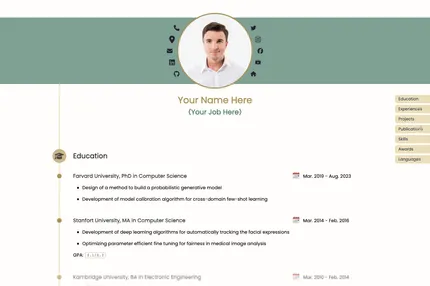 Your Name Here
(Your Job Here)
Education
Experiences
Projects
Publications
Skills
Awards
Languages
Education
Farvard University, PhD in Computer Science
Mar. 2019 - Aug. 2023
Design of a method to build a probabilistic generative model
Development of model calibration algorithm for cross-domain few-shot learning
Stanfort University, MA in Computer Science
Mar. 2014 - Feb. 2016
Development of deep learning algorithms for automatically tracking the facial expressions
Optimizing parameter efficient fine tuning for fairness in medical image analysis
GPA:
Kambridge University, BA in Electronic Engineering
Mar. 2010 - Feb. 2014